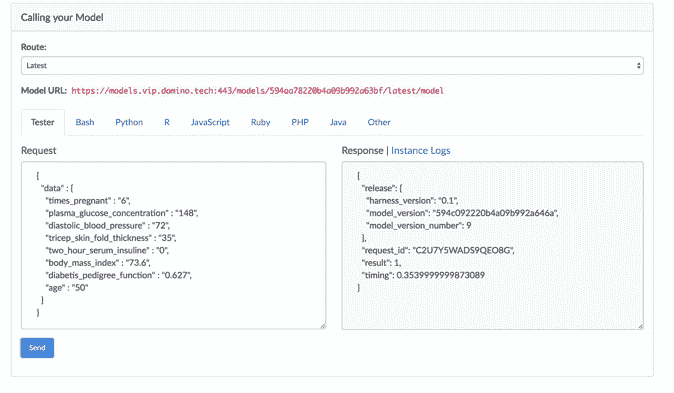 Calling your Model
Route:
Latest
Model URL: https://models.vip.domino.tech:443/models/594aa78220b4a09b992a63bf/latest/model
Tester Bash Python R JavaScript Ruby PHP Java Other
Request
{
"data" : {
"times_pregnant" : "6",
"plasma_glucose_concentration" : "148",
"diastolic_blood_pressure" : "72",
"tricep_skin_fold_thickness" : "35",
"two_hour_serum_insuline" : "0",
"body_mass_index" : "73.6",
"diabetis_pedigree_function" : "0.627",
"age" : "50"
}
}
Send
Response | Instance Logs
{
"release": {
"harness_version": "0.1",
"model_version": "594c092220b4a09b992a646a",
"model_version_number": 9
},
"request_id": "C2U7Y5WADS9QEO8G",
"result": 1,
"timing": 0.3539999999873089
}